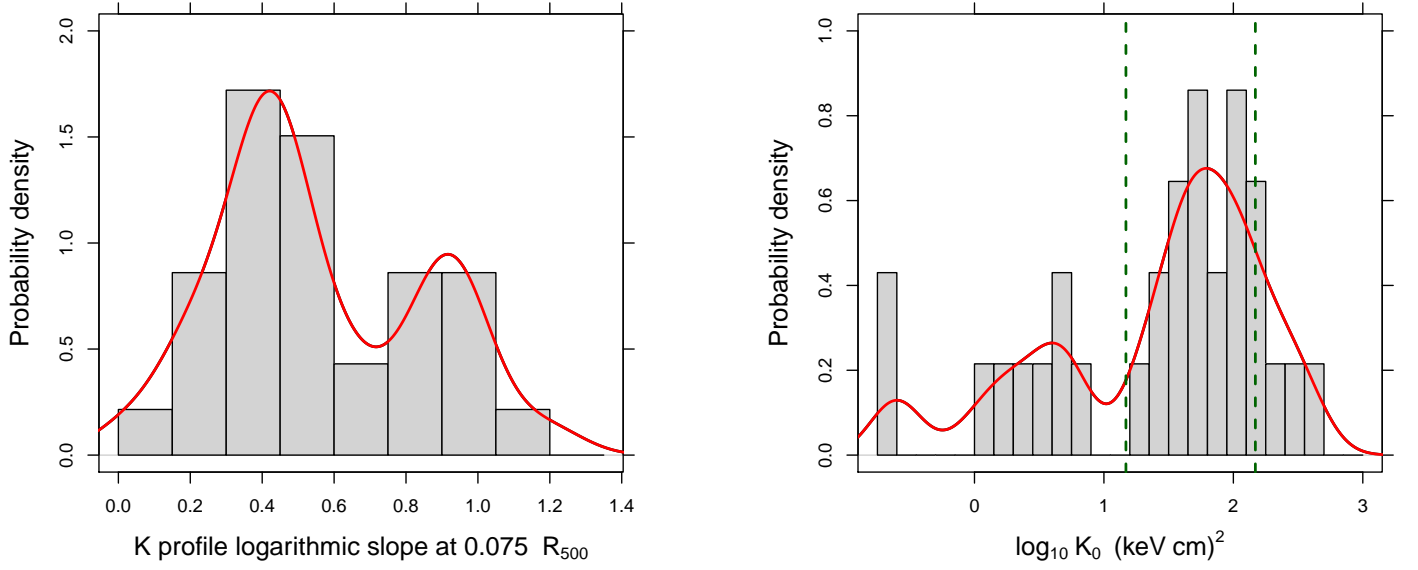 2.0
1.5
1.0
0.5
0.0
Probability density
0.0 0.2 0.4 0.6 0.8 1.0 1.2 1.4
K profile logarithmic slope at 0.075 R500
1.0
0.8
0.6
0.4
0.2
0.0
Probability density
0 1 2 3
log10 K0 (keV cm)2